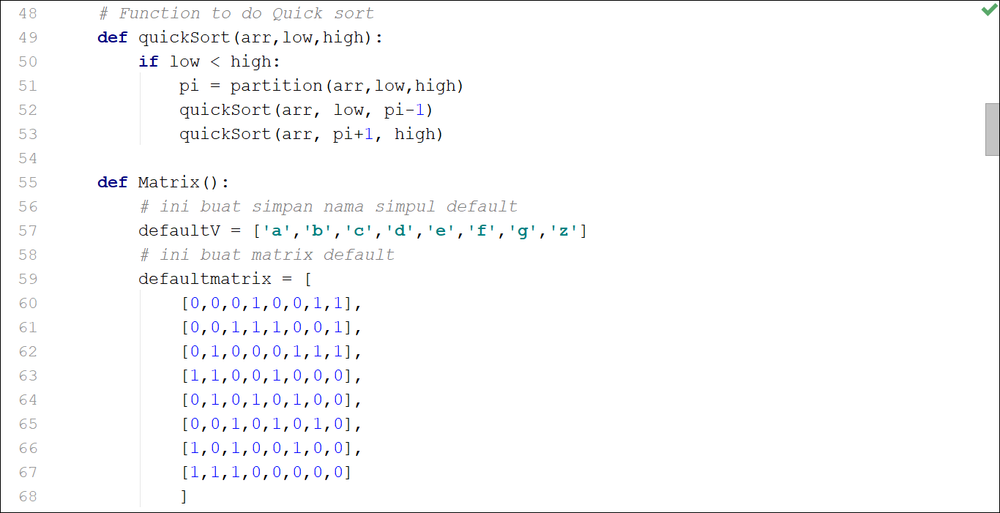 48 # Function to do Quick sort
49 def quickSort(arr,low,high):
50 if low < high:
51 pi = partition(arr,low,high)
52 quickSort(arr, low, pi-1)
53 quickSort(arr, pi+1, high)
54
55 def Matrix():
56 # ini buat simpan nama simpul default
57 defaultV = ['a','b','c','d','e','f','g','z']
58 # ini buat matrix default
59 defaultmatrix = [
60 [0,0,0,1,0,0,1,1],
61 [0,0,1,1,1,0,0,1],
62 [0,1,0,0,0,1,1,1],
63 [1,1,0,0,1,0,0,0],
64 [0,1,0,1,0,1,0,0],
65 [0,0,1,0,1,0,1,0],
66 [1,0,1,0,0,1,0,0],
67 [1,1,1,0,0,0,0,0]
68 ]